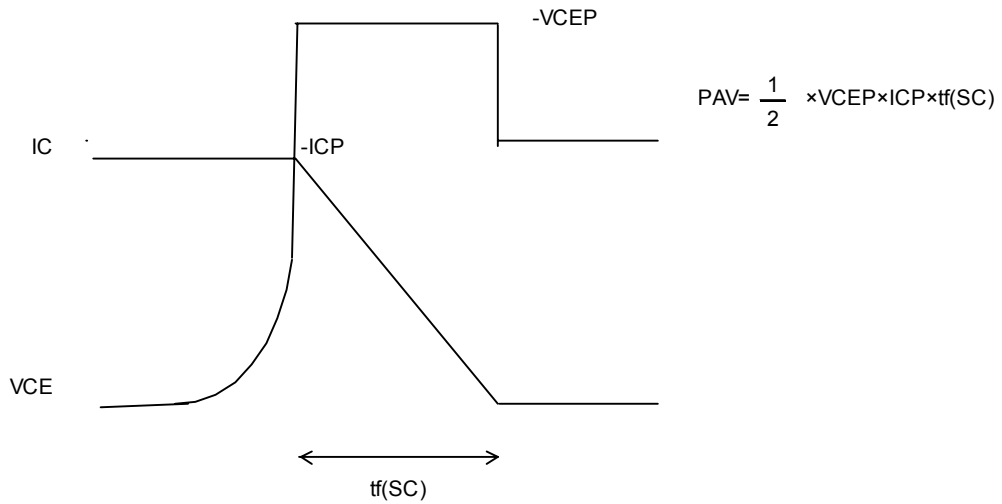 -VCEP
PAV= 1/2 ×VCEP×ICP×tf(SC)
IC
-ICP
VCE
tf(SC)